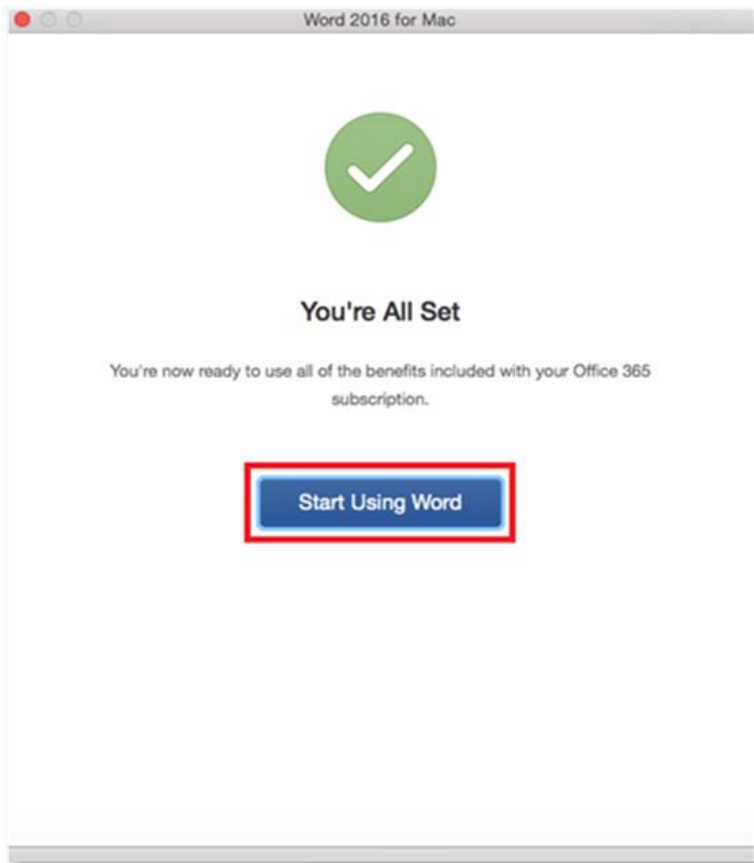 Word 2016 for Mac
You're All Set
You're now ready to use all of the benefits included with your Office 365
subscription.
Start Using Word